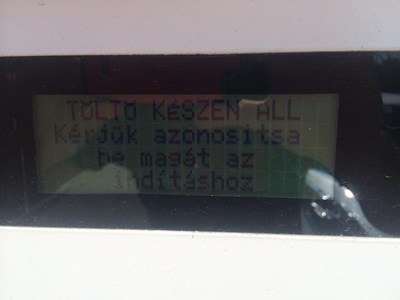 TÖLTŐ KÉSZEN ÁLL
Kérjük azonosítsa
be magát az
indításhoz